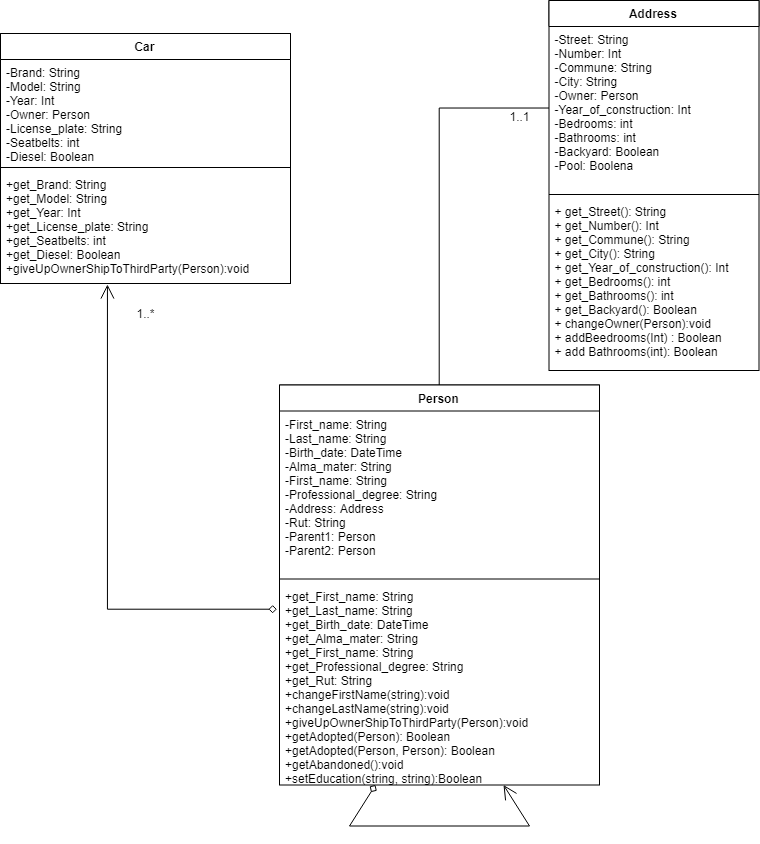 Car
-Brand: String
-Model: String
-Year: Int
-Owner: Person
-License_plate: String
-Seatbelts: int
-Diesel: Boolean
+get_Brand: String
+get_Model: String
+get_Year: Int
+get_License_plate: String
+get_Seatbelts: int
+get_Diesel: Boolean
+giveUpOwnerShipToThirdParty(Person):void
1..*
Address
-Street: String
-Number: Int
-Commune: String
-City: String
-Owner: Person
-Year_of_construction: Int
-Bedrooms: int
-Bathrooms: int
-Backyard: Boolean
-Pool: Boolena
+ get_Street(): String
+ get_Number(): Int
+ get_Commune(): String
+ get_City(): String
+ get_Year_of_construction(): Int
+ get_Bedrooms(): int
+ get_Bathrooms(): int
+ get_Backyard(): Boolean
+ changeOwner(Person):void
+ addBeedrooms(Int) : Boolean
+ add Bathrooms(int): Boolean
1..1
Person
-First_name: String
-Last_name: String
-Birth_date: DateTime
-Alma_mater: String
-First_name: String
-Professional_degree: String
-Address: Address
-Rut: String
-Parent1: Person
-Parent2: Person
+get_First_name: String
+get_Last_name: String
+get_Birth_date: DateTime
+get_Alma_mater: String
+get_First_name: String
+get_Professional_degree: String
+get_Rut: String
+changeFirstName(string):void
+changeLastName(string):void
+giveUpOwnerShipToThirdParty(Person):void
+getAdopted(Person): Boolean
+getAdopted(Person, Person): Boolean
+getAbandoned():void
+setEducation(string, string):Boolean